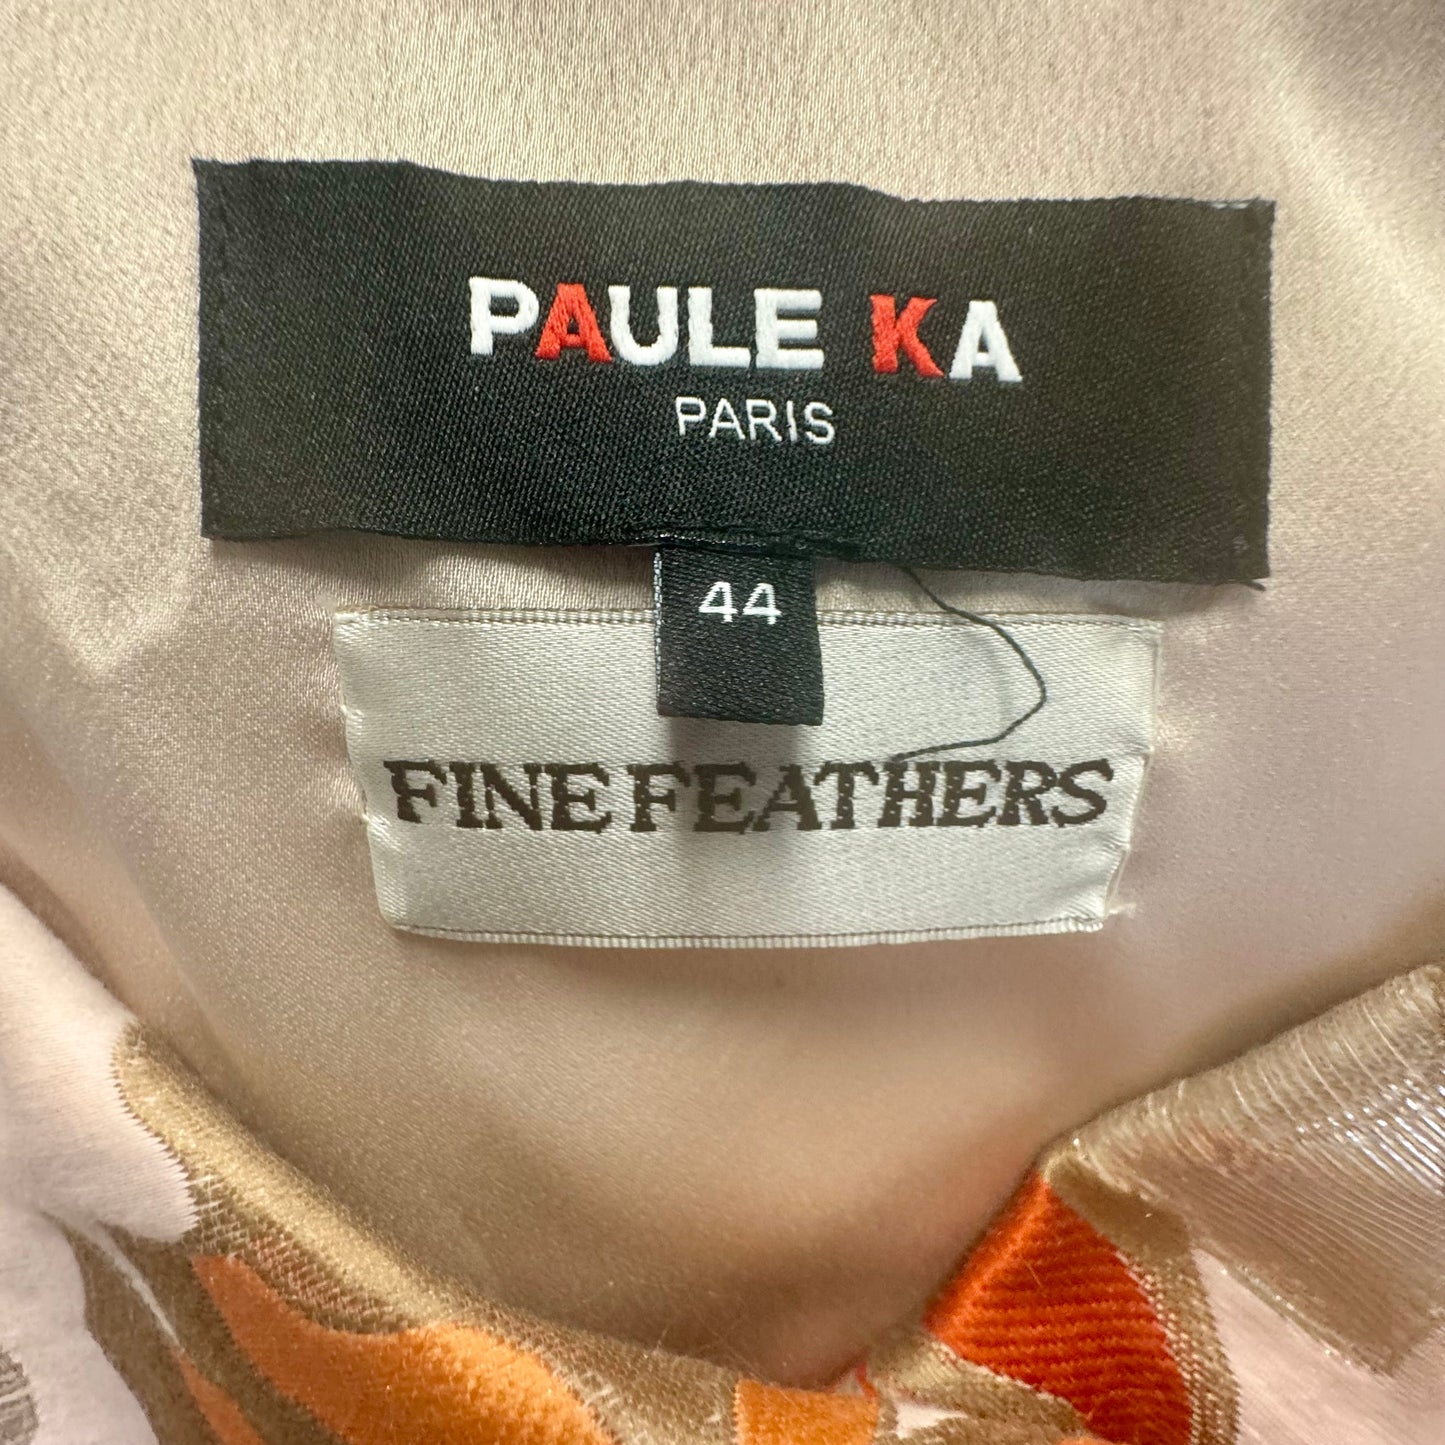 PAULE KA
PARIS
44
FINE FEATHERS